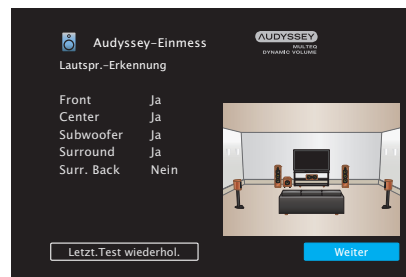 Audyssey-Einmess
AUDYSSEY
MULTEQ
DYNAMIC VOLUME
Lautspr.-Erkennung
Front Ja
Center Ja
Subwoofer Ja
Surround Ja
Surr. Back Nein
Letzt.Test wiederhol.
Weiter